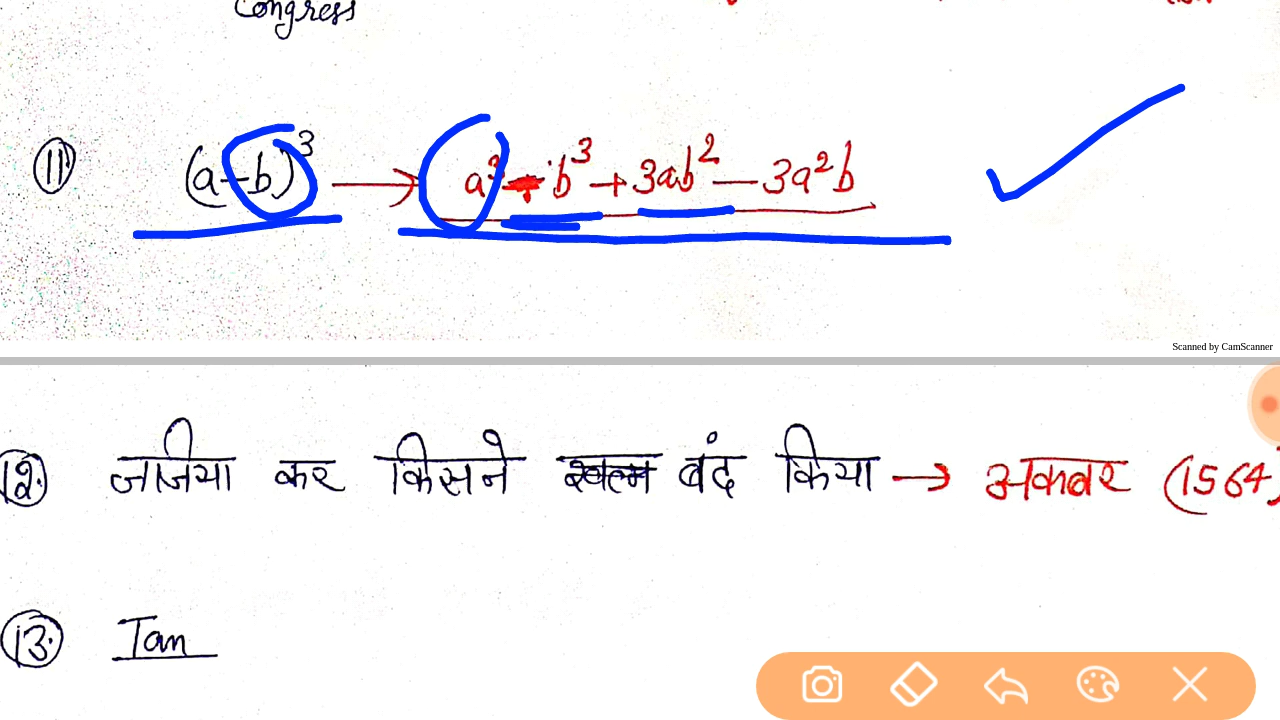 Congress
(11) (a-b)³ → a³ - b³ + 3ab² - 3a²b
Scanned by CamScanner
(12.) जजिया कर किसने खत्म बंद किया → अकबर (1564)
(13.) Tan